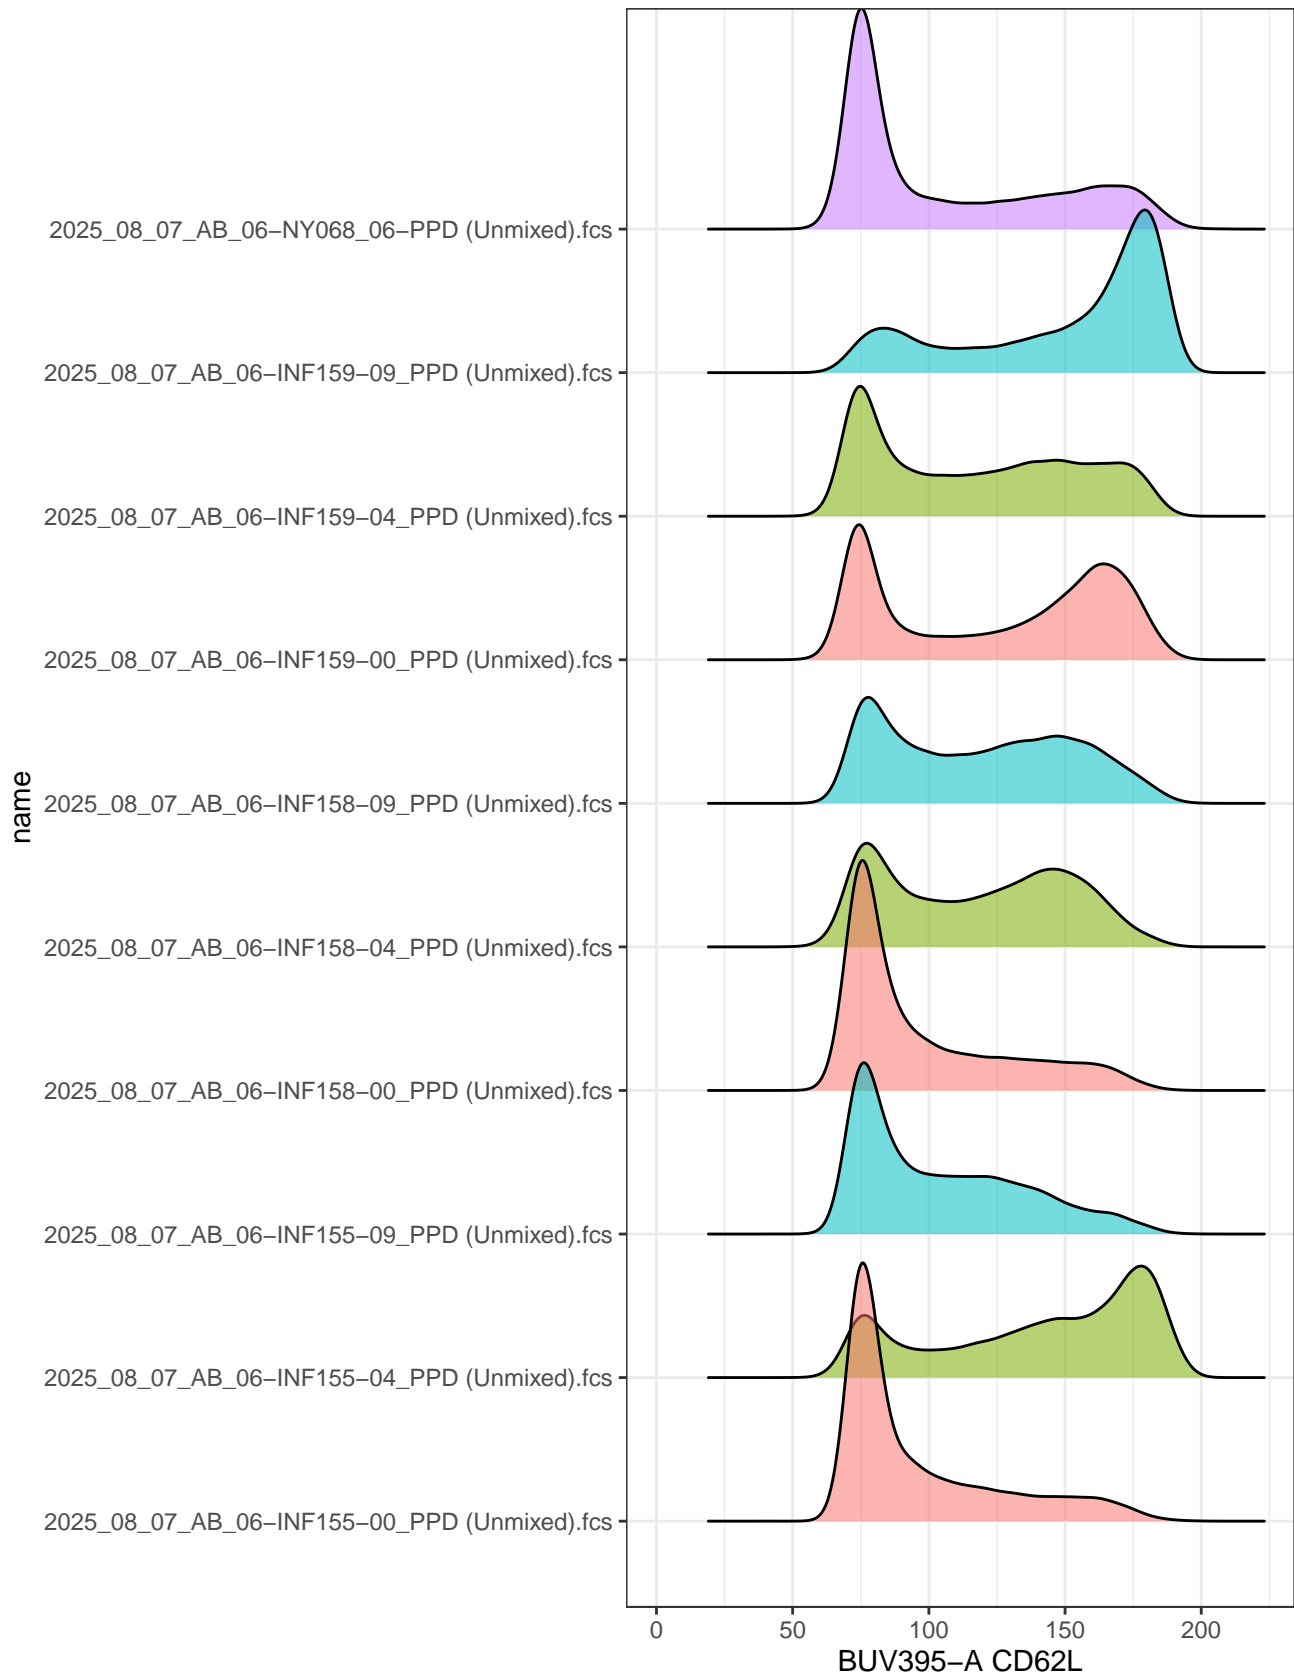 2025_08_07_AB_06−NY068_06−PPD (Unmixed).fcs
2025_08_07_AB_06−INF159−09_PPD (Unmixed).fcs
2025_08_07_AB_06−INF159−04_PPD (Unmixed).fcs
2025_08_07_AB_06−INF159−00_PPD (Unmixed).fcs
2025_08_07_AB_06−INF158−09_PPD (Unmixed).fcs
2025_08_07_AB_06−INF158−04_PPD (Unmixed).fcs
2025_08_07_AB_06−INF158−00_PPD (Unmixed).fcs
2025_08_07_AB_06−INF155−09_PPD (Unmixed).fcs
2025_08_07_AB_06−INF155−04_PPD (Unmixed).fcs
2025_08_07_AB_06−INF155−00_PPD (Unmixed).fcs
name
0 50 100 150 200
BUV395−A CD62L